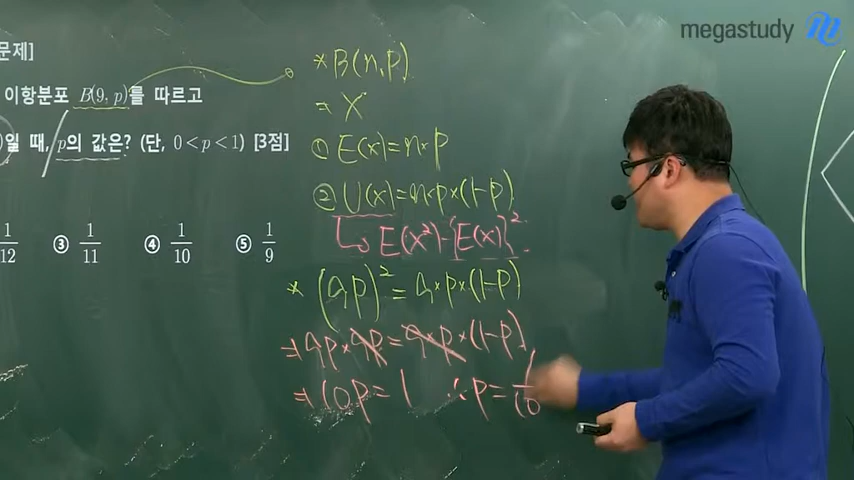 megastudy
문제]
이항분포 B(9, p)를 따르고
)일 때, p의 값은? (단, 0<p<1) [3점]
1/12 ③ 1/11 ④ 1/10 ⑤ 1/9
* B(n,p)
⇒ X
① E(x)=n×p
② V(x)=n×p×(1-p)
↳ E(X²)-{E(X)}².
* (9p)²=9×p×(1-p)
⇒ 9p×9p=9×p×(1-p)
⇒ 10p=1 ∴p=1/10